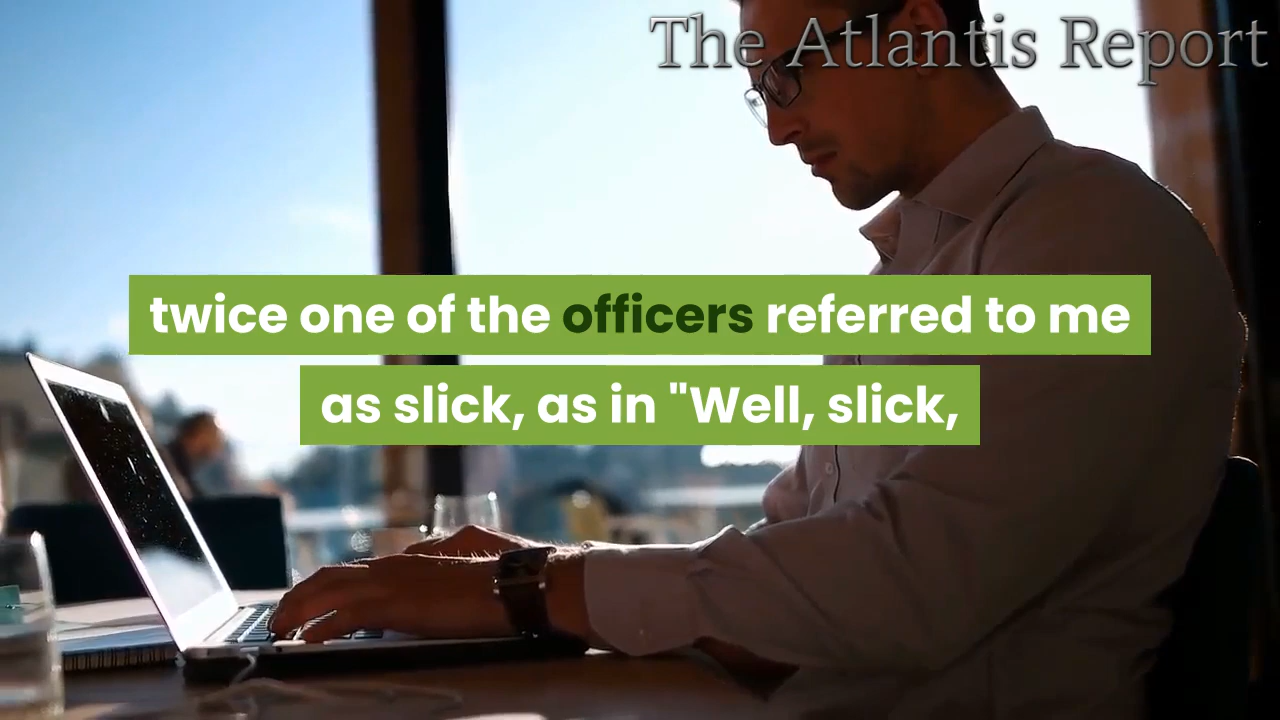 The Atlantis Report
twice one of the officers referred to me
as slick, as in "Well, slick,